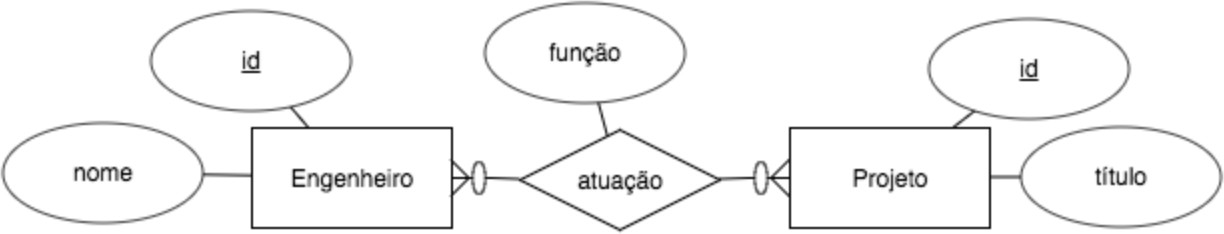 id
função
id
nome
Engenheiro
atuação
Projeto
título